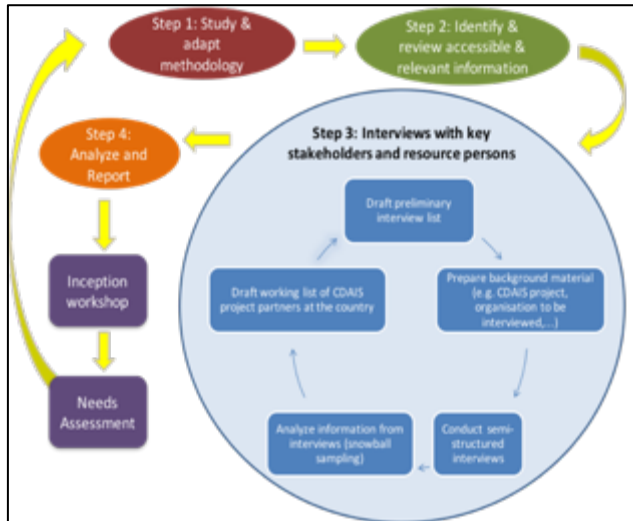 Step 1: Study &
adapt
methodology
Step 2: Identify &
review accessible &
relevant information
Step 3: Interviews with key
stakeholders and resource persons
Draft preliminary
interview list
Prepare background material
(e.g. CDAIS project,
organisation to be
interviewed,...)
Conduct semi-
structured
interviews
Analyze information from
interviews (snowball
sampling)
Draft working list of CDAIS
project partners at the country
Step 4:
Analyze and
Report
Inception
workshop
Needs
Assessment